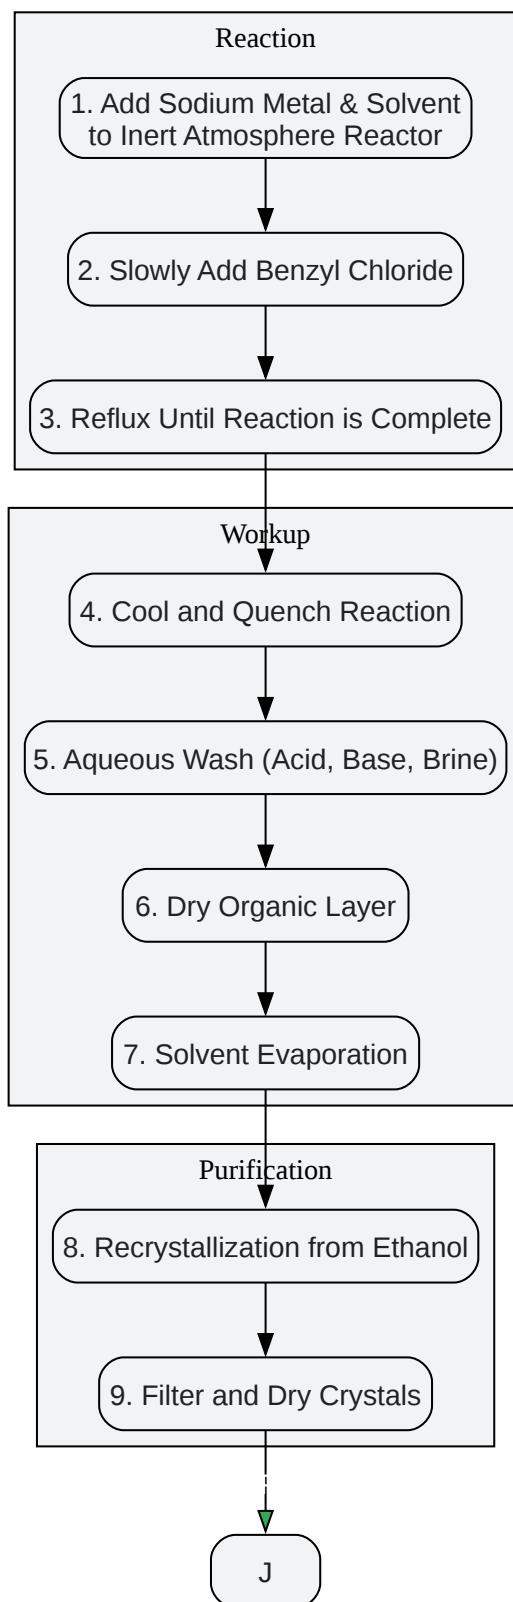 Reaction
1. Add Sodium Metal & Solvent
to Inert Atmosphere Reactor
2. Slowly Add Benzyl Chloride
3. Reflux Until Reaction is Complete
Workup
4. Cool and Quench Reaction
5. Aqueous Wash (Acid, Base, Brine)
6. Dry Organic Layer
7. Solvent Evaporation
Purification
8. Recrystallization from Ethanol
9. Filter and Dry Crystals
J